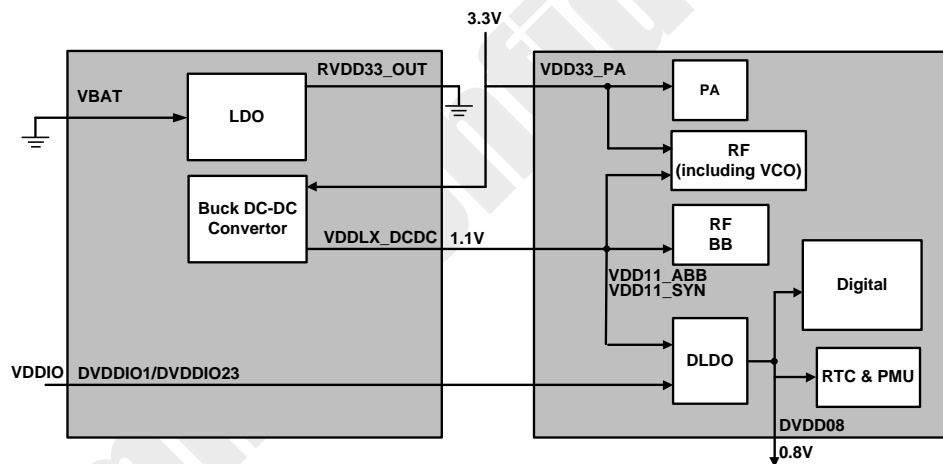 3.3V
RVDD33_OUT
VDD33_PA
VBAT
LDO
PA
RF
(including VCO)
Buck DC-DC
Convertor
VDDLX_DCDC
1.1V
RF
BB
VDD11_ABB
VDD11_SYN
Digital
DLDO
RTC & PMU
VDDIO
DVDDIO1/DVDDIO23
DVDD08
0.8V